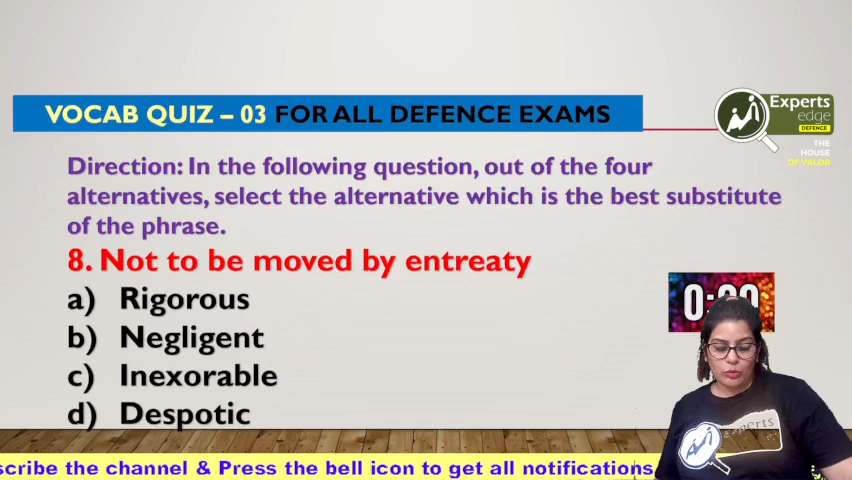 VOCAB QUIZ – 03 FOR ALL DEFENCE EXAMS
Experts
edge
DEFENCE
THE
HOUSE
OF VALOR
Direction: In the following question, out of the four
alternatives, select the alternative which is the best substitute
of the phrase.
8. Not to be moved by entreaty
a) Rigorous
b) Negligent
c) Inexorable
d) Despotic
scribe the channel & Press the bell icon to get all notifications